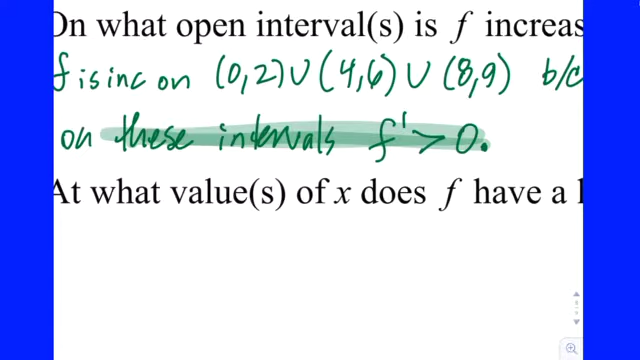 On what open interval(s) is f increas
f is inc on (0,2) ∪ (4,6) ∪ (8,9) b/c
on these intervals f' > 0.
At what value(s) of x does f have a l